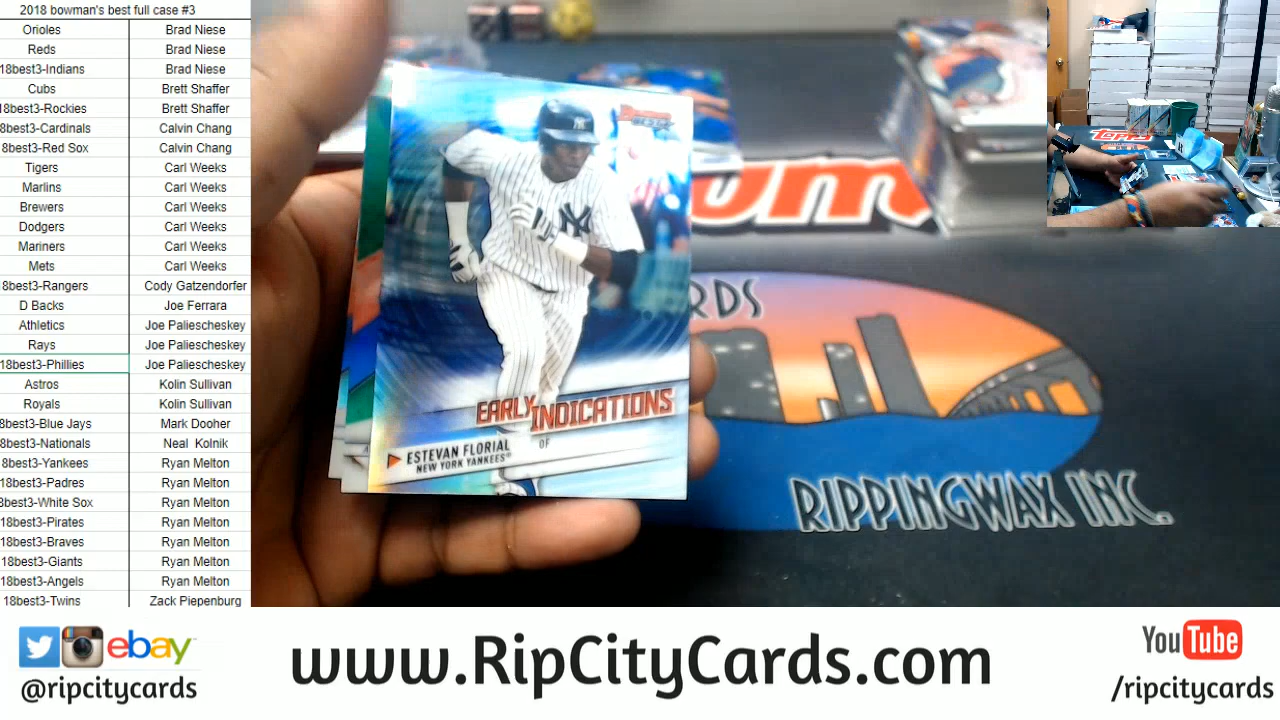 2018 bowman's best full case #3
Orioles Brad Niese
Reds Brad Niese
18best3-Indians Brad Niese
Cubs Brett Shaffer
8best3-Rockies Brett Shaffer
8best3-Cardinals Calvin Chang
8best3-Red Sox Calvin Chang
Tigers Carl Weeks
Marlins Carl Weeks
Brewers Carl Weeks
Dodgers Carl Weeks
Mariners Carl Weeks
Mets Carl Weeks
8best3-Rangers Cody Gatzendorfer
D Backs Joe Ferrara
Athletics Joe Paliescheskey
Rays Joe Paliescheskey
18best3-Phillies Joe Paliescheskey
Astros Kolin Sullivan
Royals Kolin Sullivan
8best3-Blue Jays Mark Dooher
8best3-Nationals Neal Kolnik
8best3-Yankees Ryan Melton
18best3-Padres Ryan Melton
best3-White Sox Ryan Melton
18best3-Pirates Ryan Melton
18best3-Braves Ryan Melton
18best3-Giants Ryan Melton
18best3-Angels Ryan Melton
18best3-Twins Zack Piepenburg
NY
EARLY INDICATIONS
ESTEVAN FLORIAL OF
NEW YORK YANKEES
RDS
RIPPINGWAX INC.
Topps
ebay
@ripcitycards
www.RipCityCards.com
YouTube
/ripcitycards